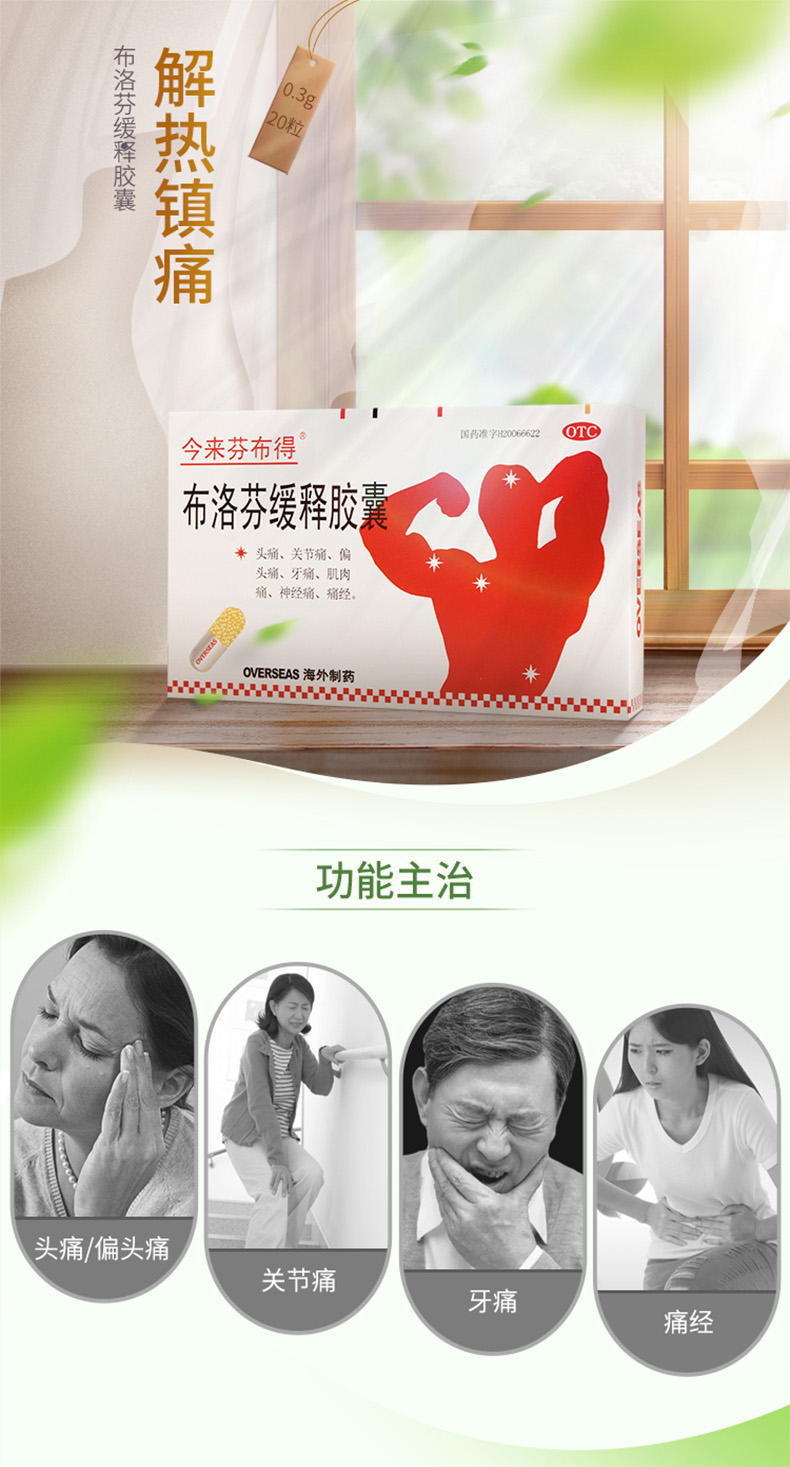 解热镇痛
布洛芬缓释胶囊
0.3g
20粒
国药准字H20066622
OTC
今来芬布得®
布洛芬缓释胶囊
头痛、关节痛、偏
头痛、牙痛、肌肉
痛、神经痛、痛经。
OVERSEAS
OVERSEAS 海外制药
OVERSEAS
功能主治
头痛/偏头痛
关节痛
牙痛
痛经